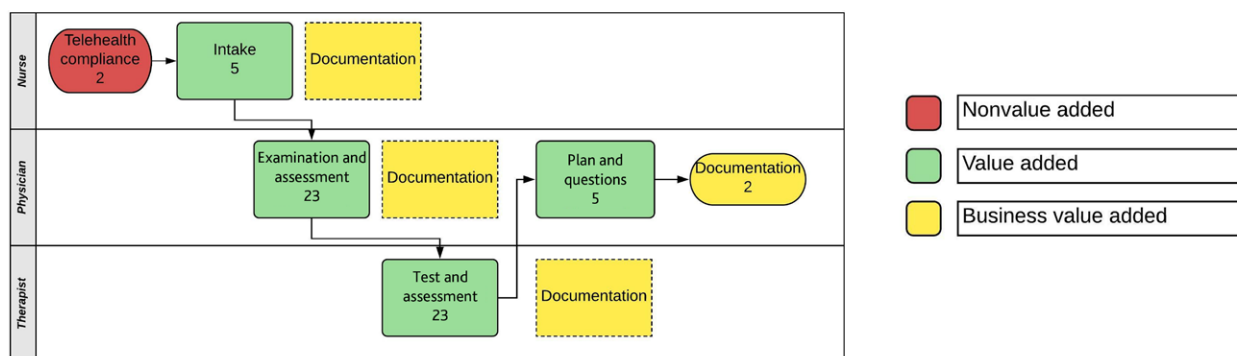 Nurse
Telehealth
compliance
2
Intake
5
Documentation
Physician
Examination and
assessment
23
Documentation
Plan and
questions
5
Documentation
2
Therapist
Test and
assessment
23
Documentation
Nonvalue added
Value added
Business value added